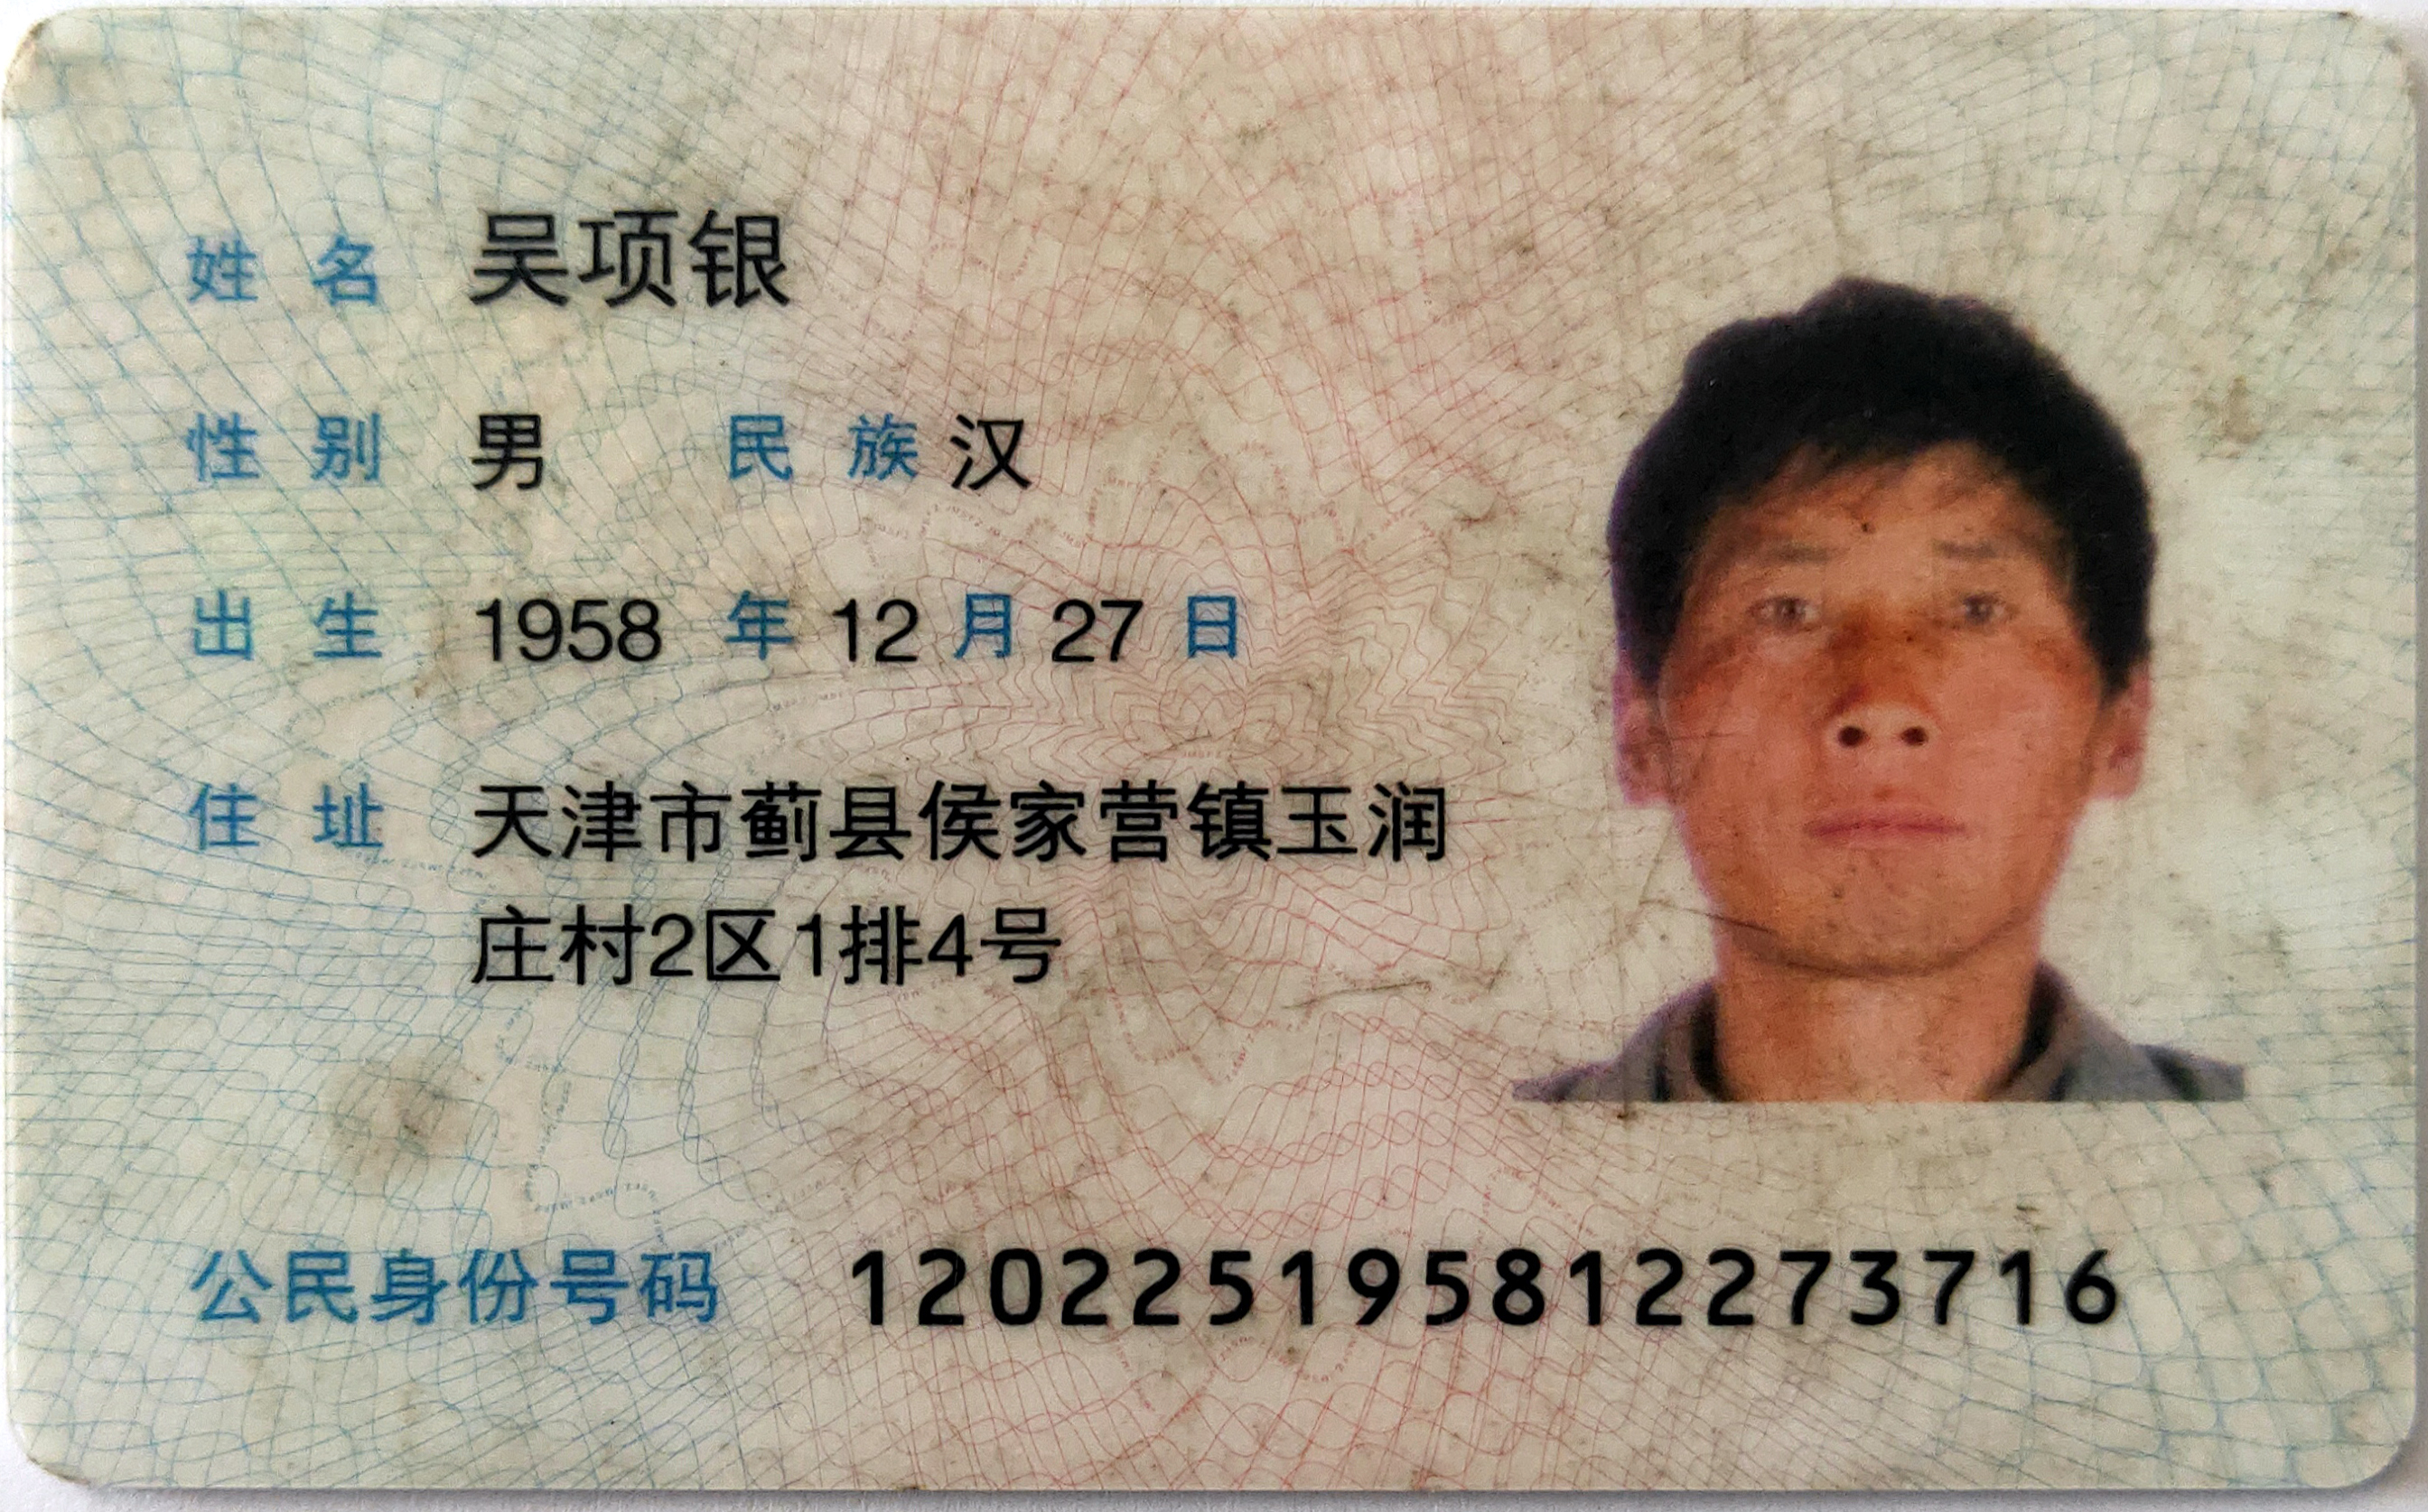 姓名 吴项银
性别 男 民族 汉
出生 1958 年 12 月 27 日
住址 天津市蓟县侯家营镇玉润
庄村2区1排4号
公民身份号码 120225195812273716